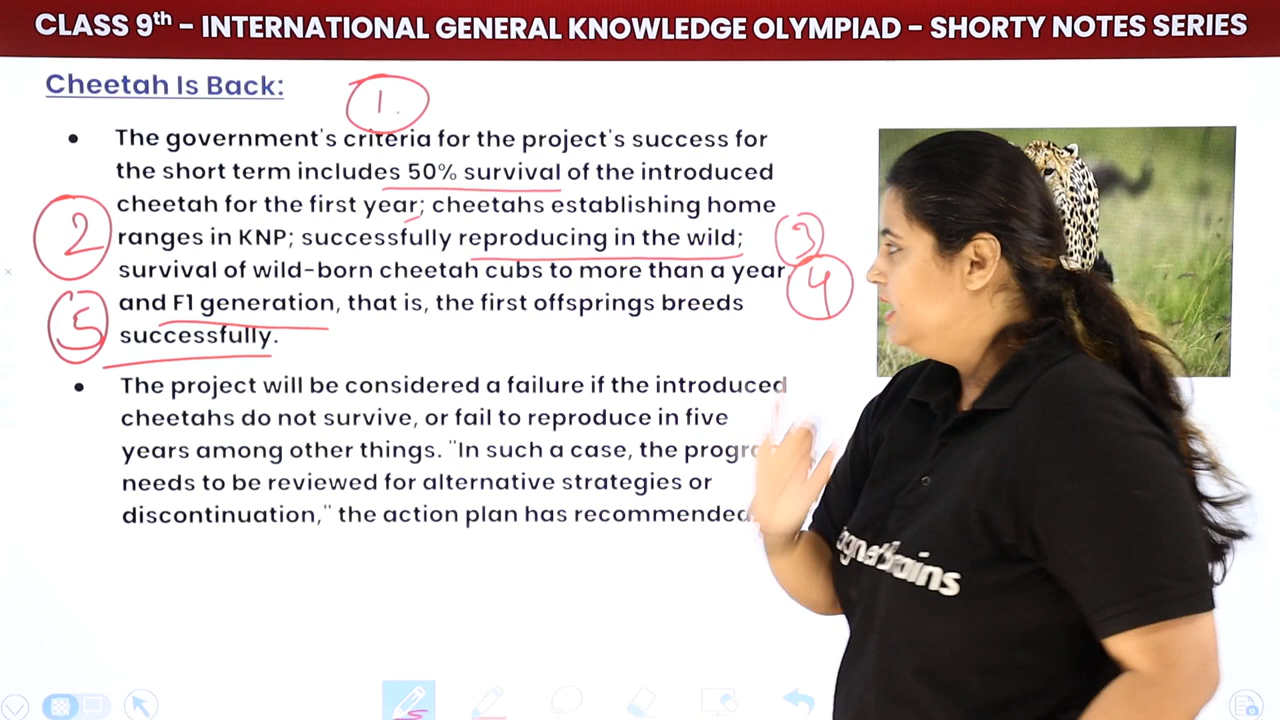 CLASS 9th – INTERNATIONAL GENERAL KNOWLEDGE OLYMPIAD – SHORTY NOTES SERIES
Cheetah Is Back:
1.
• The government's criteria for the project's success for
the short term includes 50% survival of the introduced
cheetah for the first year; cheetahs establishing home
2 ranges in KNP; successfully reproducing in the wild; 3
survival of wild-born cheetah cubs to more than a year 4
and F1 generation, that is, the first offsprings breeds
5 successfully.
• The project will be considered a failure if the introduced
cheetahs do not survive, or fail to reproduce in five
years among other things. "In such a case, the
needs to be reviewed for alternative strategies or
discontinuation," the action plan has recommended